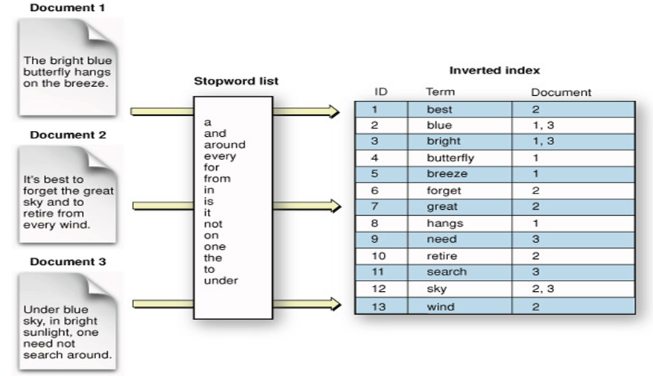 Document 1
The bright blue
butterfly hangs
on the breeze.
Document 2
It's best to
forget the great
sky and to
retire from
every wind.
Document 3
Under blue
sky, in bright
sunlight, one
need not
search around.
Stopword list
a
and
around
every
for
from
in
is
it
not
on
one
the
to
under
Inverted index
ID Term Document
1 best 2
2 blue 1, 3
3 bright 1, 3
4 butterfly 1
5 breeze 1
6 forget 2
7 great 2
8 hangs 1
9 need 3
10 retire 2
11 search 3
12 sky 2, 3
13 wind 2